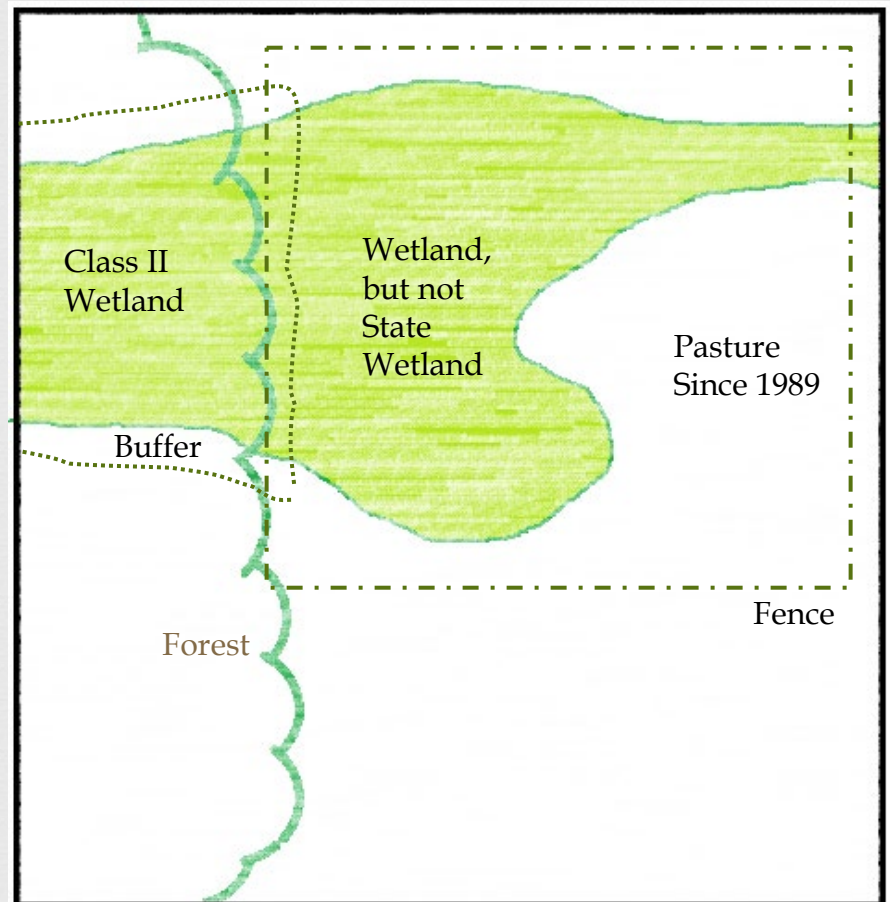 Class II
Wetland
Wetland,
but not
State
Wetland
Pasture
Since 1989
Buffer
Fence
Forest